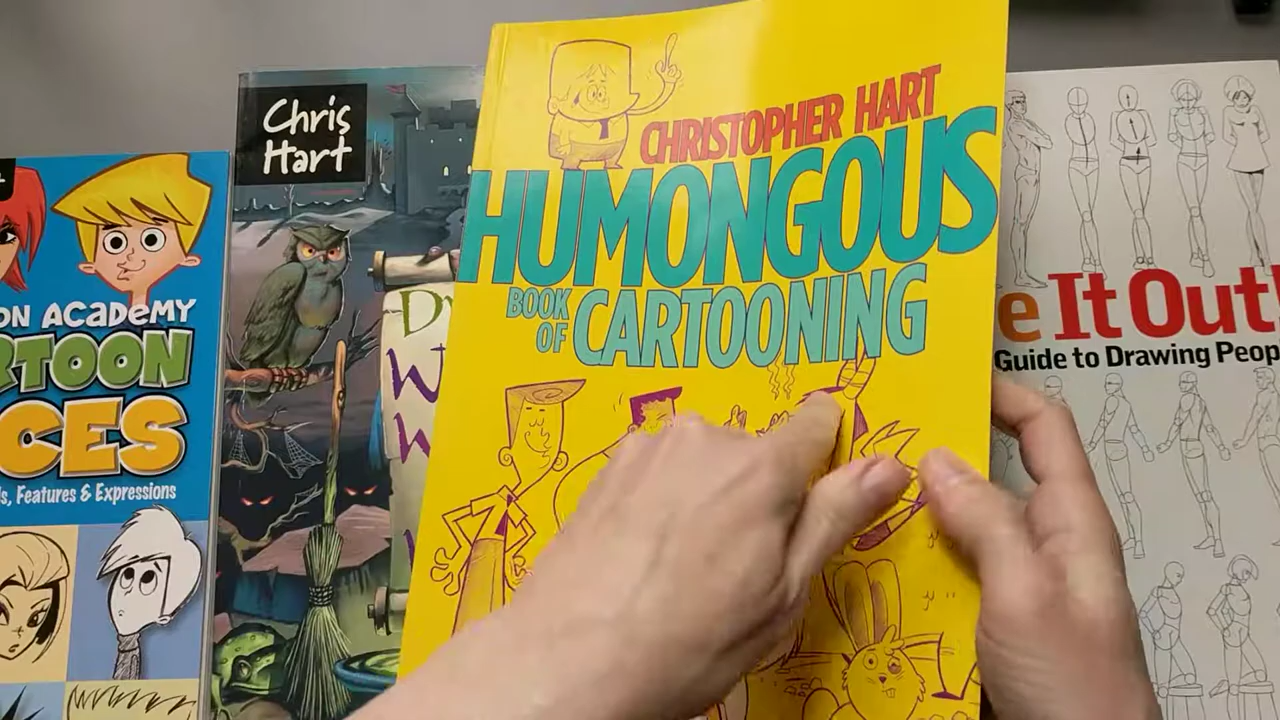 ON ACADEMY
RTOON
CES
s, Features & Expressions
Chris
Hart
D
W
W
CHRISTOPHER HART
HUMONGOUS
BOOK
OF CARTOONING
e It Out!
Guide to Drawing Peop